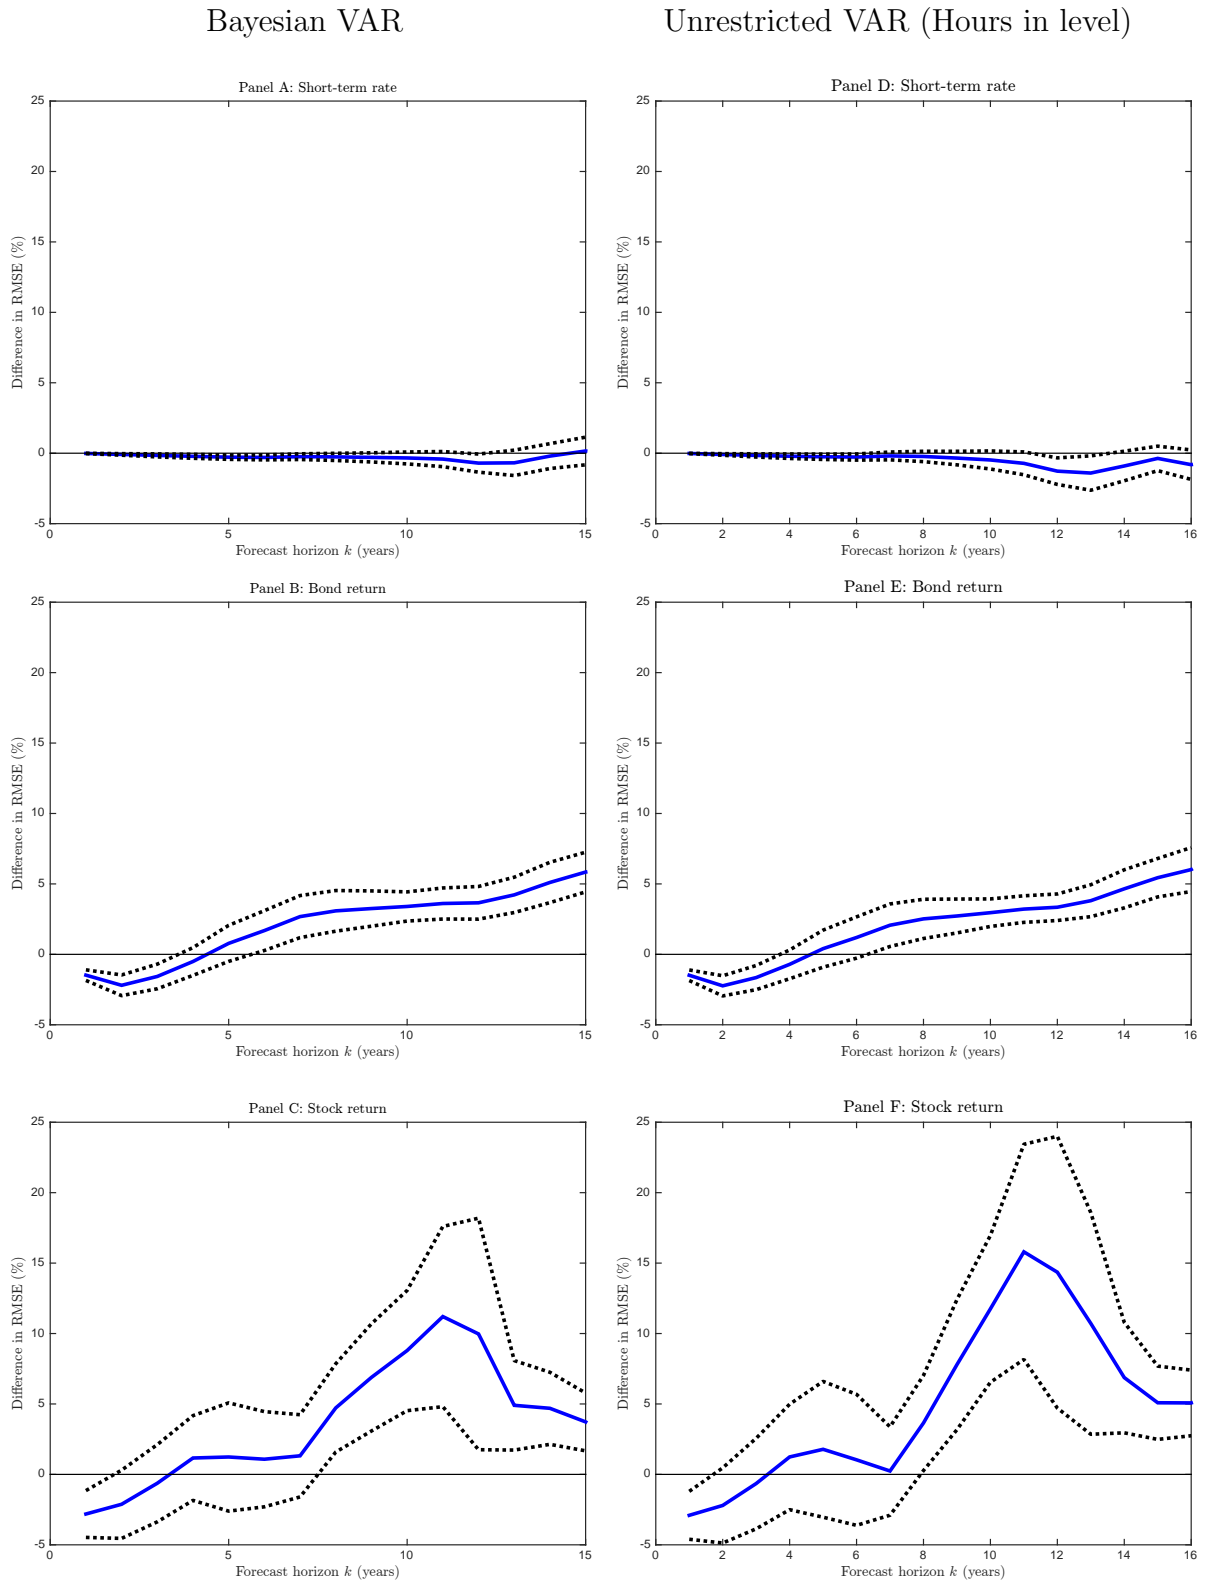 Bayesian VAR
Unrestricted VAR (Hours in level)
Panel A: Short-term rate
25
20
15
10
5
0
-5
Difference in RMSE (%)
0 5 10 15
Forecast horizon k (years)
Panel D: Short-term rate
25
20
15
10
5
0
-5
Difference in RMSE (%)
0 2 4 6 8 10 12 14 16
Forecast horizon k (years)
Panel B: Bond return
25
20
15
10
5
0
-5
Difference in RMSE (%)
0 5 10 15
Forecast horizon k (years)
Panel E: Bond return
25
20
15
10
5
0
-5
Difference in RMSE (%)
0 2 4 6 8 10 12 14 16
Forecast horizon k (years)
Panel C: Stock return
25
20
15
10
5
0
-5
Difference in RMSE (%)
0 5 10 15
Forecast horizon k (years)
Panel F: Stock return
25
20
15
10
5
0
-5
Difference in RMSE (%)
0 2 4 6 8 10 12 14 16
Forecast horizon k (years)